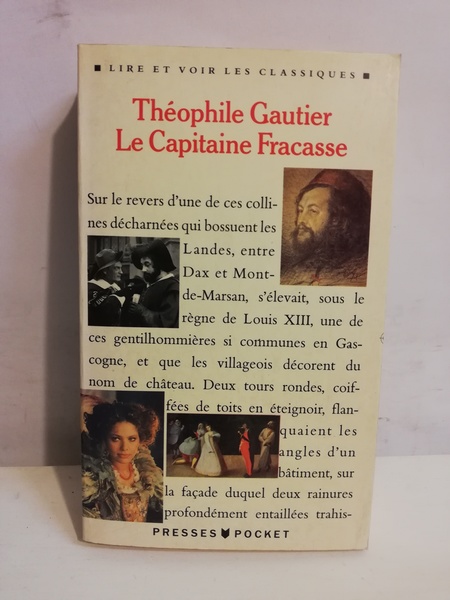 LIRE ET VOIR LES CLASSIQUES
Théophile Gautier
Le Capitaine Fracasse
Sur le revers d'une de ces colli-
nes décharnées qui bossuent les
Landes, entre
Dax et Mont-
de-Marsan, s'élevait, sous le
règne de Louis XIII, une de
ces gentilhommières si communes en Gas-
cogne, et que les villageois décorent du
nom de château. Deux tours rondes, coif-
fées de toits en éteignoir, flan-
quaient les
angles d'un
bâtiment, sur
la façade duquel deux rainures
profondément entaillées trahis-
PRESSES POCKET